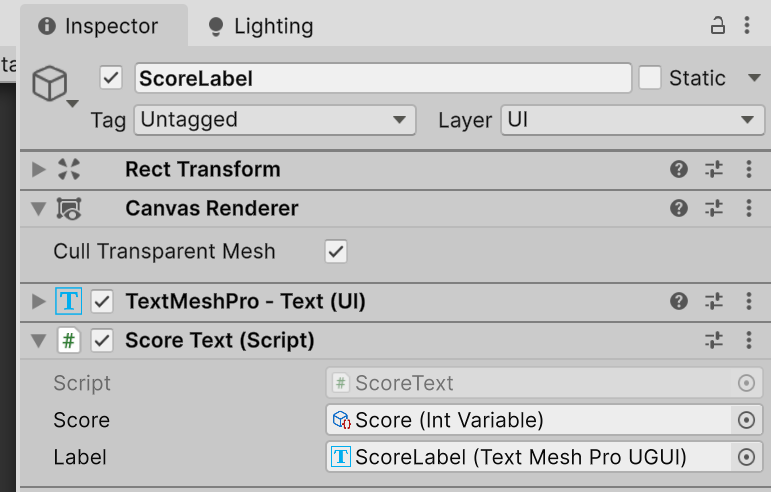 Inspector Lighting
ta
ScoreLabel Static
Tag Untagged Layer UI
Rect Transform
Canvas Renderer
Cull Transparent Mesh
T TextMeshPro - Text (UI)
# Score Text (Script)
Script # ScoreText
Score Score (Int Variable)
Label T ScoreLabel (Text Mesh Pro UGUI)